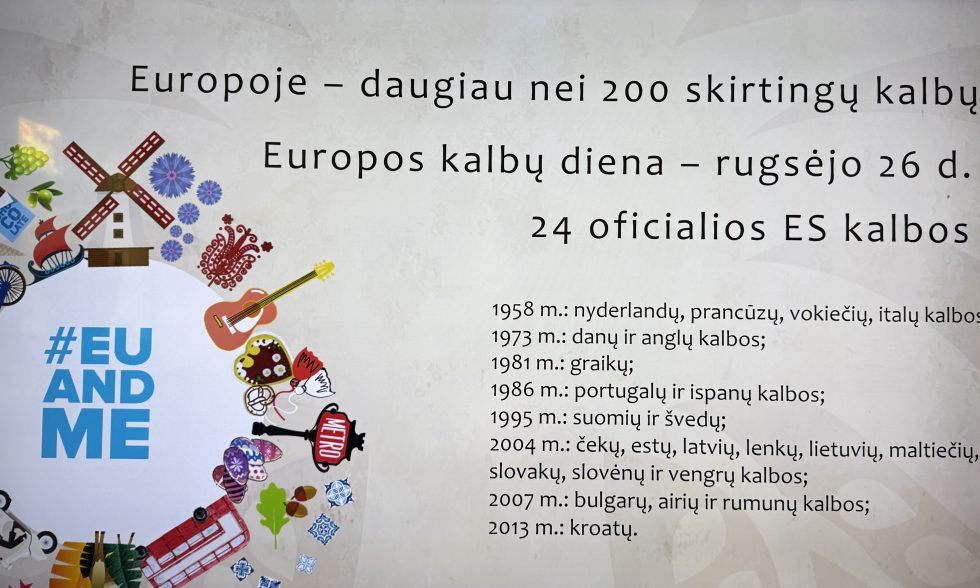 Europoje – daugiau nei 200 skirtingų kalbų
Europos kalbų diena – rugsėjo 26 d.
24 oficialios ES kalbos
1958 m.: nyderlandų, prancūzų, vokiečių, italų kalbos
1973 m.: danų ir anglų kalbos;
1981 m.: graikų;
1986 m.: portugalų ir ispanų kalbos;
1995 m.: suomių ir švedų;
2004 m.: čekų, estų, latvių, lenkų, lietuvių, maltiečių,
slovakų, slovėnų ir vengrų kalbos;
2007 m.: bulgarų, airių ir rumunų kalbos;
2013 m.: kroatų.
#EU
AND
ME
METRO